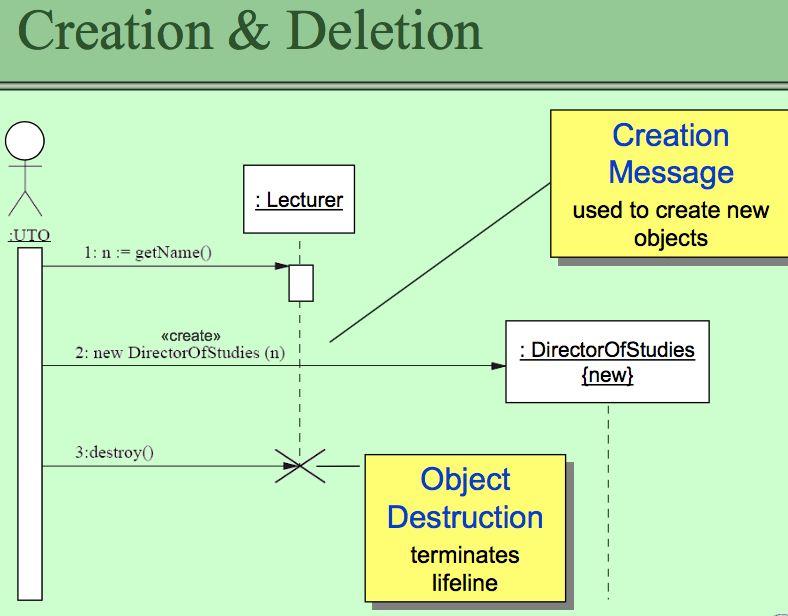 Creation & Deletion
:UTO
: Lecturer
Creation
Message
used to create new
objects
1: n := getName()
«create»
2: new DirectorOfStudies (n)
: DirectorOfStudies
{new}
3:destroy()
Object
Destruction
terminates
lifeline